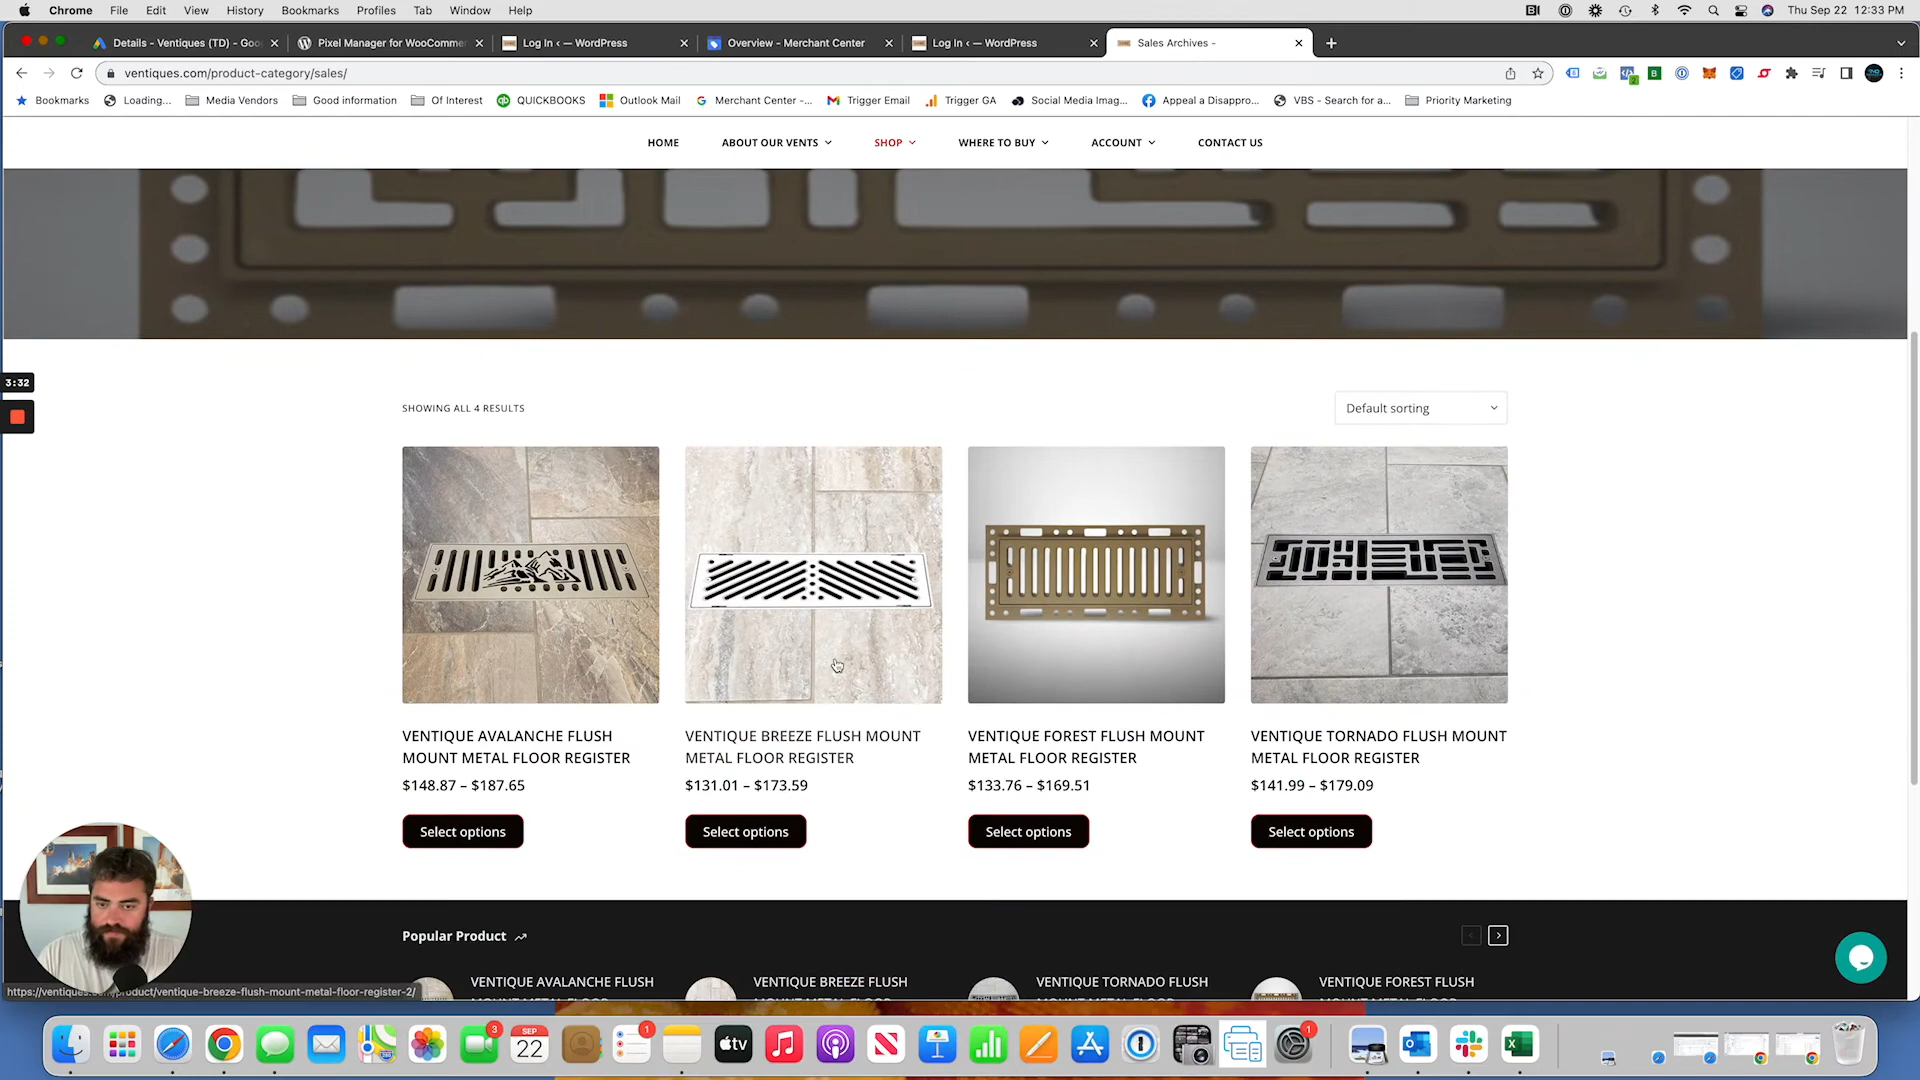 Chrome File Edit View History Bookmarks Profiles Tab Window Help Thu Sep 22 12:33 PM
Details - Ventiques (TD) - Goo Pixel Manager for WooCommer Log In ‹ — WordPress Overview - Merchant Center Log In ‹ — WordPress Sales Archives -
ventiques.com/product-category/sales/
Bookmarks Loading... Media Vendors Good information Of Interest QUICKBOOKS Outlook Mail Merchant Center -... Trigger Email Trigger GA Social Media Imag... Appeal a Disappro... VBS - Search for a... Priority Marketing
HOME ABOUT OUR VENTS SHOP WHERE TO BUY ACCOUNT CONTACT US
3:32
SHOWING ALL 4 RESULTS
Default sorting
VENTIQUE AVALANCHE FLUSH
MOUNT METAL FLOOR REGISTER
$148.87 – $187.65
Select options
VENTIQUE BREEZE FLUSH MOUNT
METAL FLOOR REGISTER
$131.01 – $173.59
Select options
VENTIQUE FOREST FLUSH MOUNT
METAL FLOOR REGISTER
$133.76 – $169.51
Select options
VENTIQUE TORNADO FLUSH MOUNT
METAL FLOOR REGISTER
$141.99 – $179.09
Select options
Popular Product
VENTIQUE AVALANCHE FLUSH
VENTIQUE BREEZE FLUSH
VENTIQUE TORNADO FLUSH
VENTIQUE FOREST FLUSH
https://ventiques.com/product/ventique-breeze-flush-mount-metal-floor-register-2/
3
SEP
22
1
tv
1